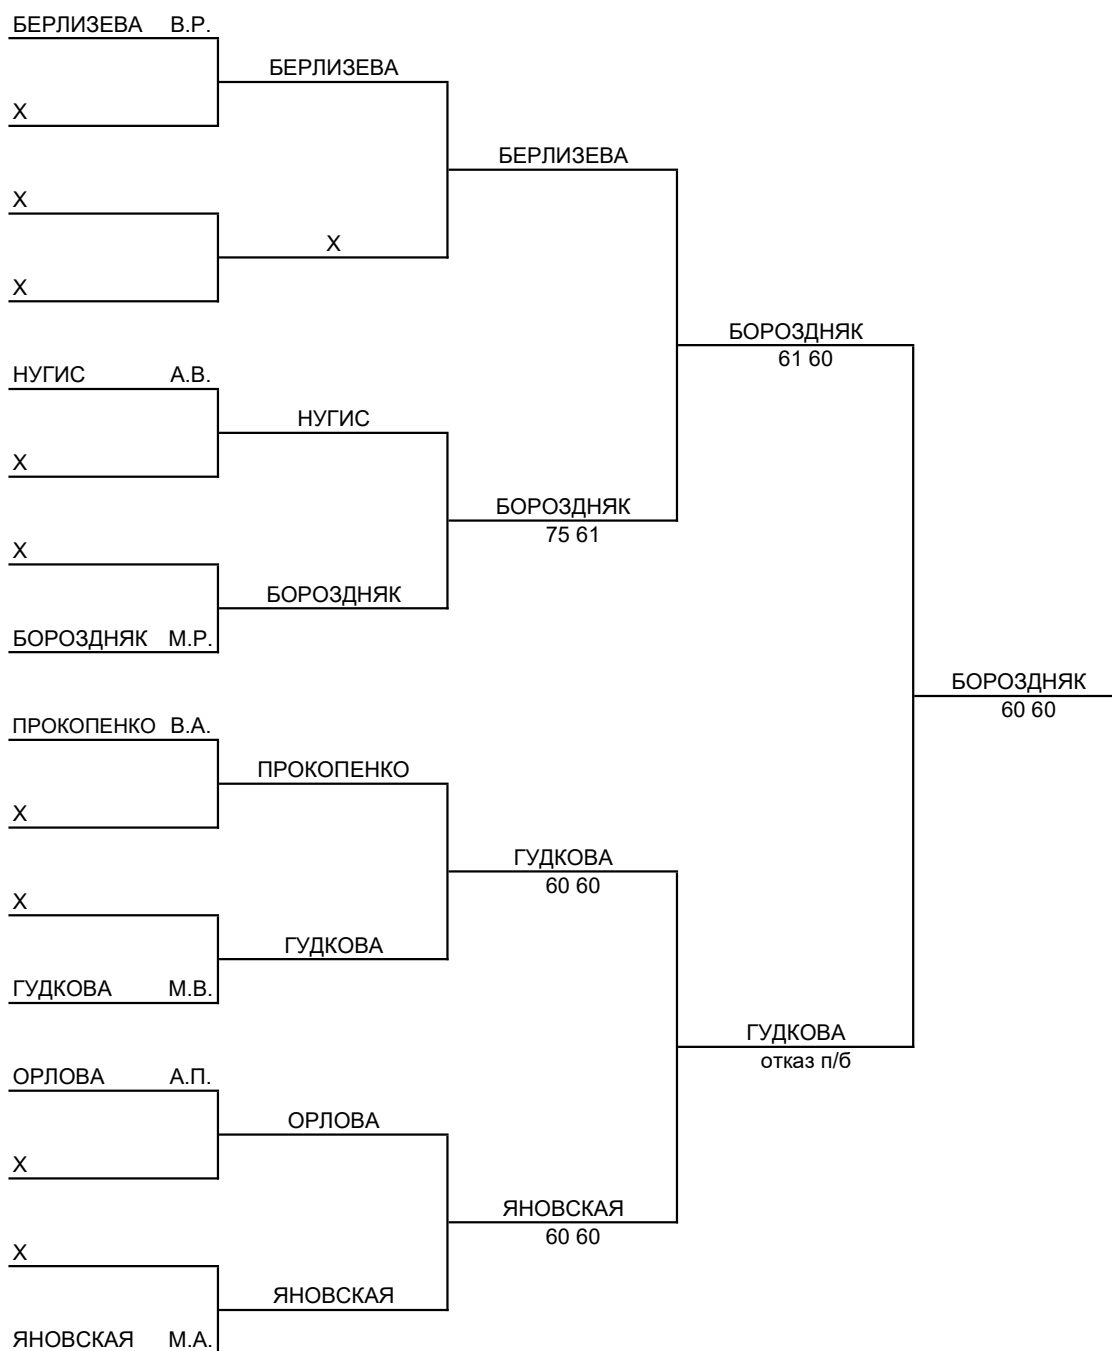 БЕРЛИЗЕВА В.Р.
БЕРЛИЗЕВА
X
БЕРЛИЗЕВА
X
X
X
БОРОЗДНЯК
61 60
НУГИС А.В.
НУГИС
X
БОРОЗДНЯК
75 61
X
БОРОЗДНЯК
БОРОЗДНЯК М.Р.
БОРОЗДНЯК
60 60
ПРОКОПЕНКО В.А.
ПРОКОПЕНКО
X
ГУДКОВА
60 60
X
ГУДКОВА
ГУДКОВА М.В.
ГУДКОВА
отказ п/б
ОРЛОВА А.П.
ОРЛОВА
X
ЯНОВСКАЯ
60 60
X
ЯНОВСКАЯ
ЯНОВСКАЯ М.А.